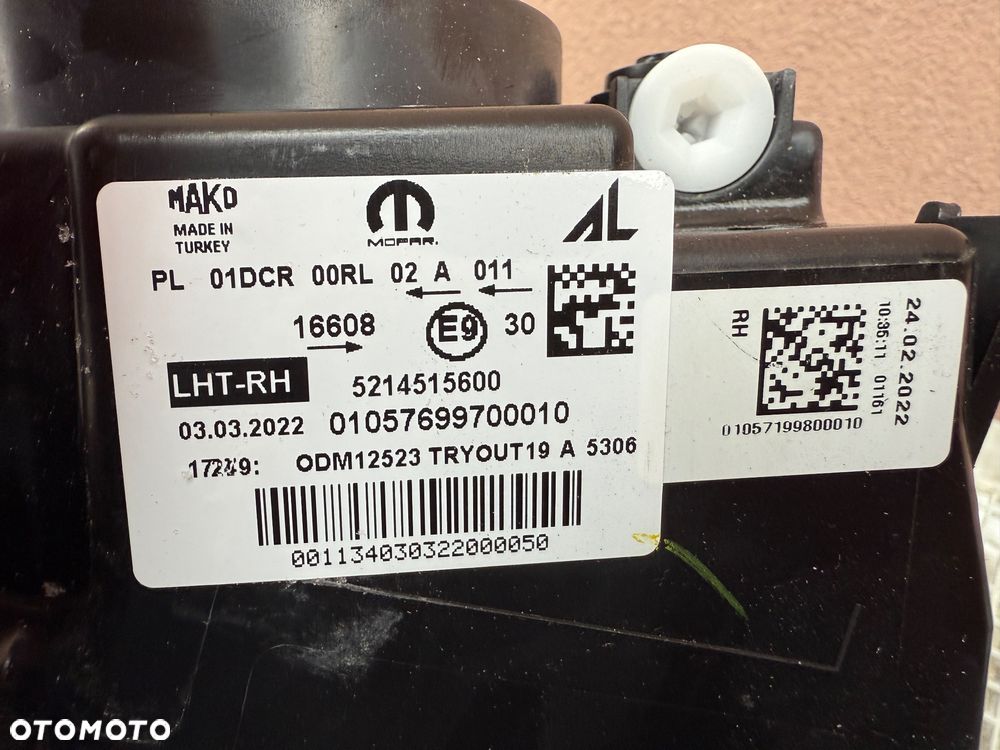 MAKO
MADE IN
TURKEY
MOPAR.
AL
PL 01DCR 00RL 02 A 011
16608 E9 30
LHT-RH 5214515600
03.03.2022 01057699700010
ODM12523 TRYOUT19 A 5306
001134030322000050
RH
01057199800010
10:35:11 01161
24.02.2022
OTOMOTO